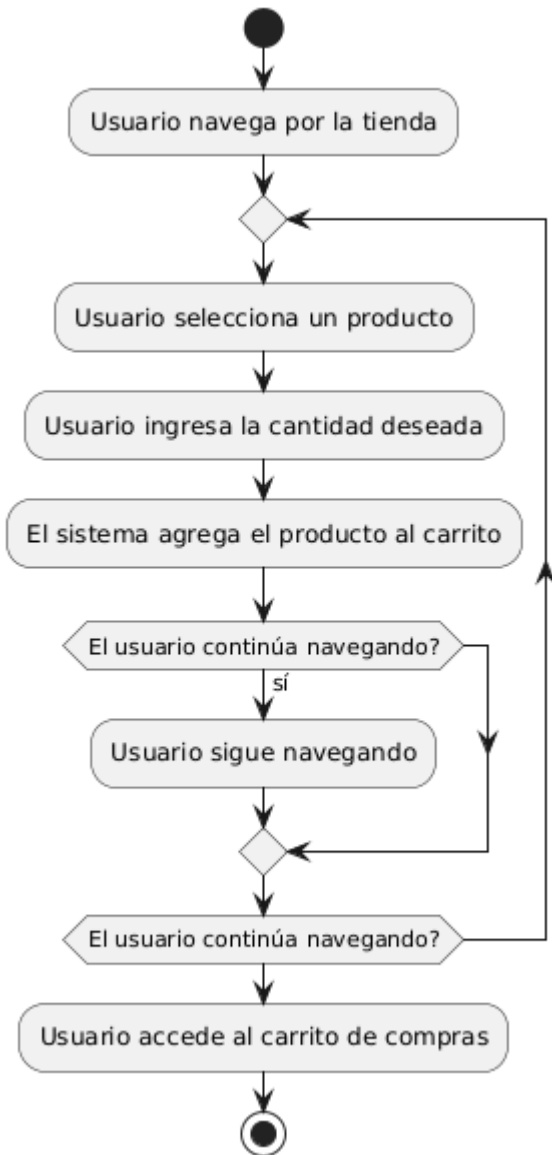 Usuario navega por la tienda
Usuario selecciona un producto
Usuario ingresa la cantidad deseada
El sistema agrega el producto al carrito
El usuario continúa navegando?
sí
Usuario sigue navegando
El usuario continúa navegando?
Usuario accede al carrito de compras